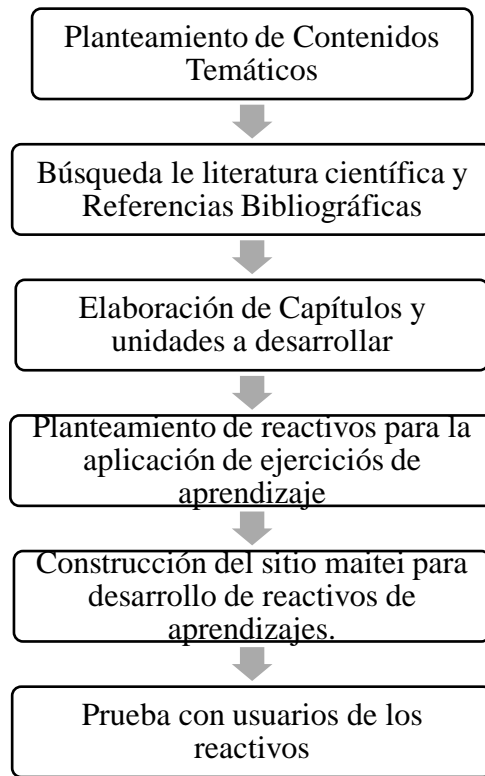 Planteamiento de Contenidos
Temáticos
Búsqueda le literatura científica y
Referencias Bibliográficas
Elaboración de Capítulos y
unidades a desarrollar
Planteamiento de reactivos para la
aplicación de ejerciciós de
aprendizaje
Construcción del sitio maitei para
desarrollo de reactivos de
aprendizajes.
Prueba con usuarios de los
reactivos